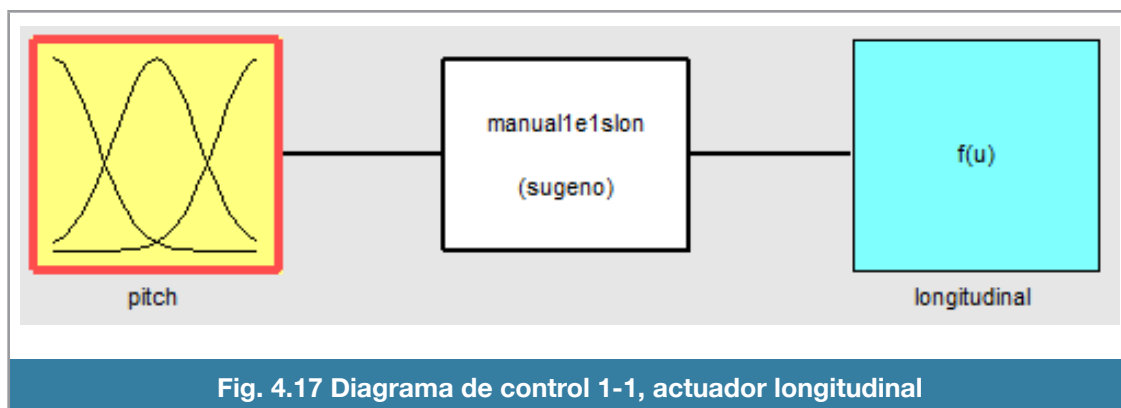 manual1e1slon
(sugeno)
f(u)
pitch
longitudinal
Fig. 4.17 Diagrama de control 1-1, actuador longitudinal